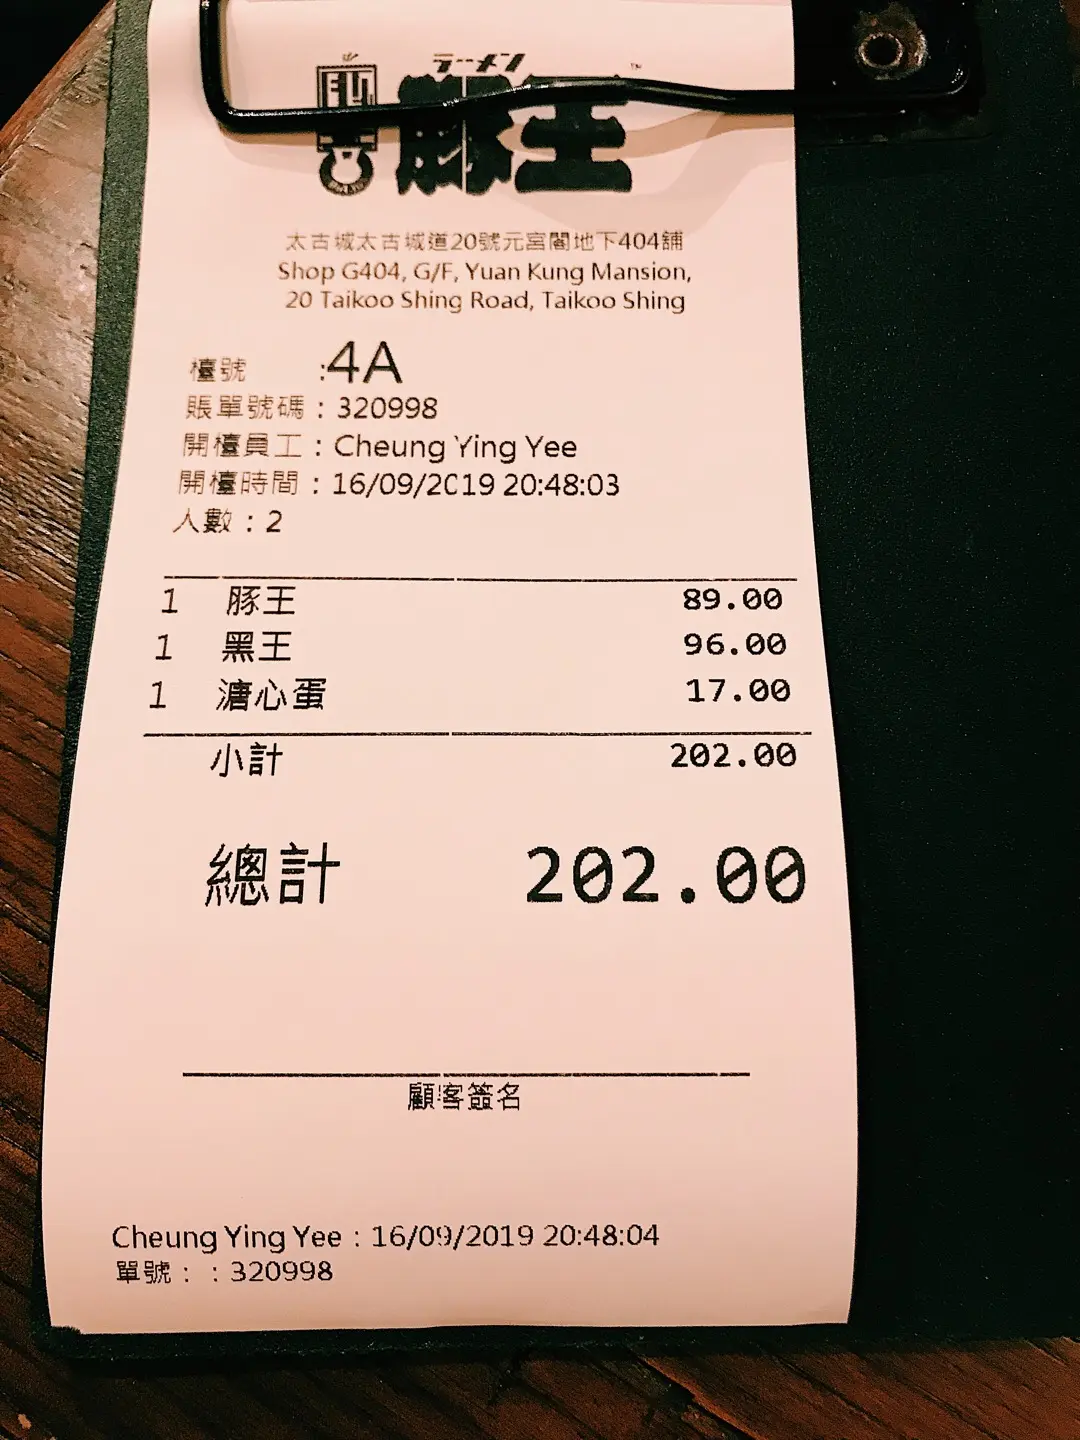 ラーメン
豚王
太古城太古城道20號元宮閣地下404舖
Shop G404, G/F, Yuan Kung Mansion,
20 Taikoo Shing Road, Taikoo Shing
檯號 :4A
賬單號碼 : 320998
開檯員工 : Cheung Ying Yee
開檯時間 : 16/09/2019 20:48:03
人數 : 2
1 豚王 89.00
1 黑王 96.00
1 溏心蛋 17.00
小計 202.00
總計 202.00
顧客簽名
Cheung Ying Yee : 16/09/2019 20:48:04
單號 : : 320998